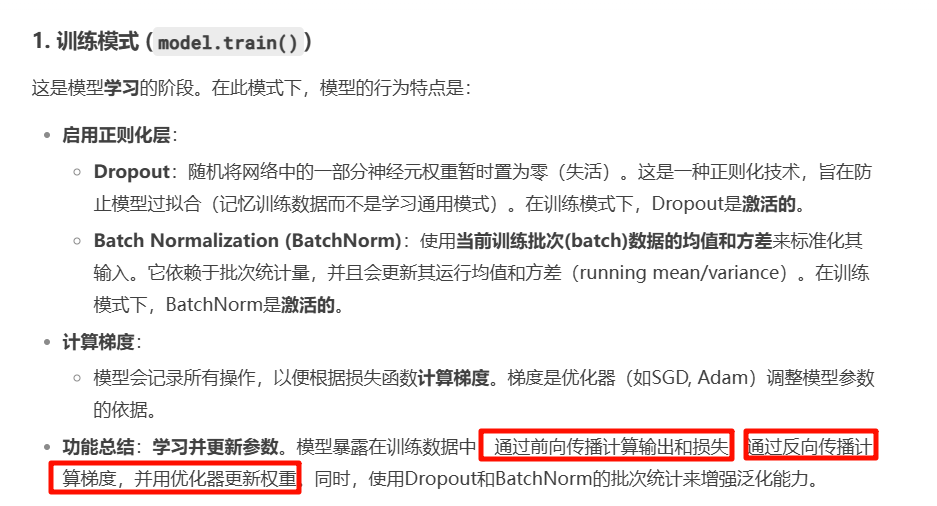 1. 训练模式 (model.train())
这是模型学习的阶段。在此模式下，模型的行为特点是：
• 启用正则化层：
◦ Dropout：随机将网络中的一部分神经元权重暂时置为零（失活）。这是一种正则化技术，旨在防
止模型过拟合（记忆训练数据而不是学习通用模式）。在训练模式下，Dropout是激活的。
◦ Batch Normalization (BatchNorm)：使用当前训练批次(batch)数据的均值和方差来标准化其
输入。它依赖于批次统计量，并且会更新其运行均值和方差（running mean/variance）。在训练
模式下，BatchNorm是激活的。
• 计算梯度：
◦ 模型会记录所有操作，以便根据损失函数计算梯度。梯度是优化器（如SGD, Adam）调整模型参数
的依据。
• 功能总结：学习并更新参数。模型暴露在训练数据中 通过前向传播计算输出和损失 通过反向传播计
算梯度，并用优化器更新权重 同时，使用Dropout和BatchNorm的批次统计来增强泛化能力。